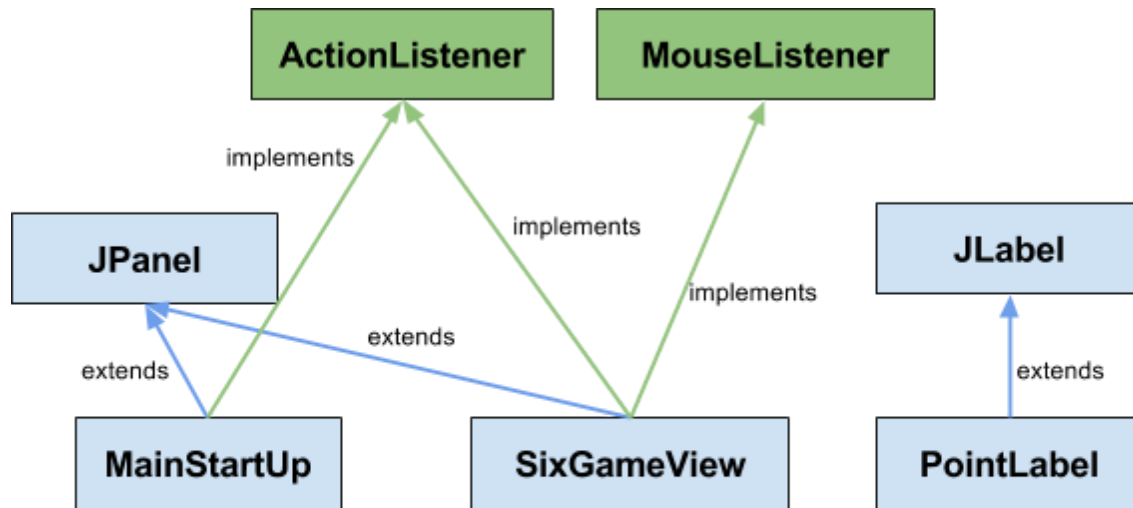 ActionListener
MouseListener
implements
JPanel
implements
JLabel
implements
extends
extends
extends
MainStartUp
SixGameView
PointLabel